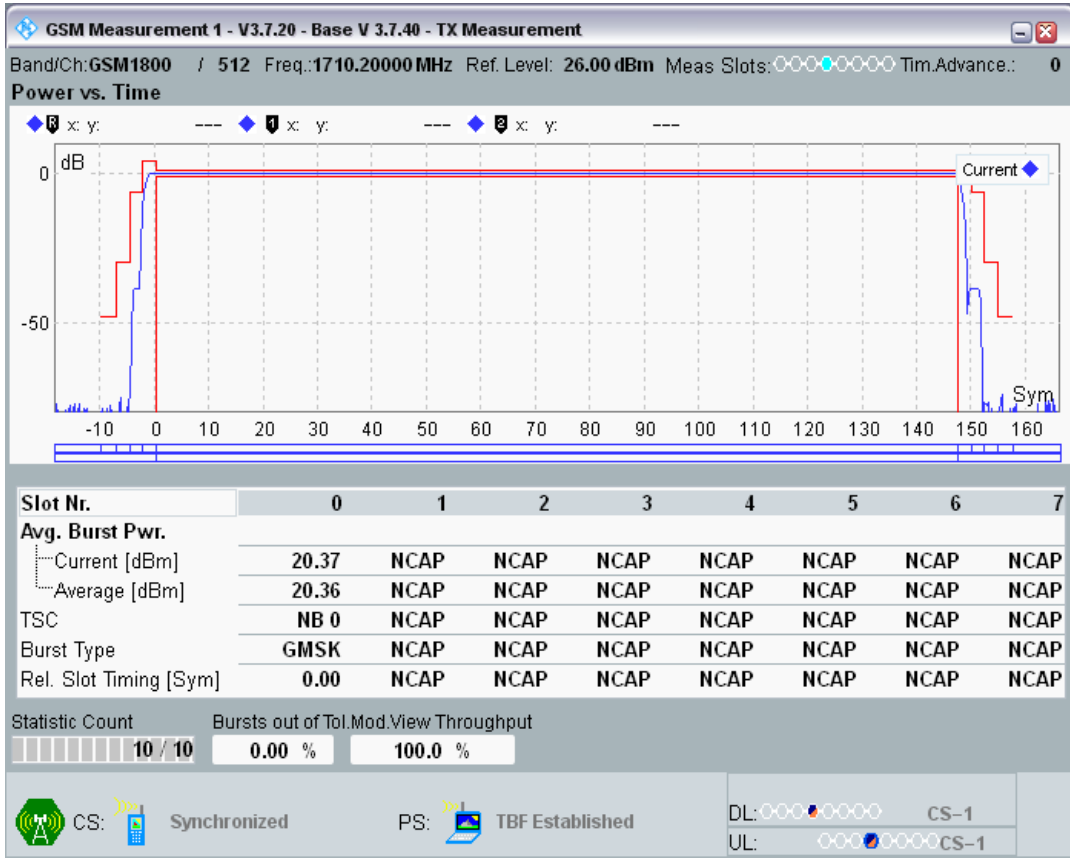 GSM Measurement 1 - V3.7.20 - Base V 3.7.40 - TX Measurement
Band/Ch:GSM1800 / 512 Freq.:1710.20000 MHz Ref. Level: 26.00 dBm Meas Slots: Tim.Advance.: 0
Power vs. Time
R x: y: --- 1 x: y: --- 2 x: y: ---
dB
Current
0
-50
Sym
-10 0 10 20 30 40 50 60 70 80 90 100 110 120 130 140 150 160
Slot Nr. 0 1 2 3 4 5 6 7
Avg. Burst Pwr.
Current [dBm] 20.37 NCAP NCAP NCAP NCAP NCAP NCAP NCAP
Average [dBm] 20.36 NCAP NCAP NCAP NCAP NCAP NCAP NCAP
TSC NB 0 NCAP NCAP NCAP NCAP NCAP NCAP NCAP
Burst Type GMSK NCAP NCAP NCAP NCAP NCAP NCAP NCAP
Rel. Slot Timing [Sym] 0.00 NCAP NCAP NCAP NCAP NCAP NCAP NCAP
Statistic Count Bursts out of Tol.Mod.View Throughput
10 / 10 0.00 % 100.0 %
CS: Synchronized PS: TBF Established DL: CS-1
UL: CS-1